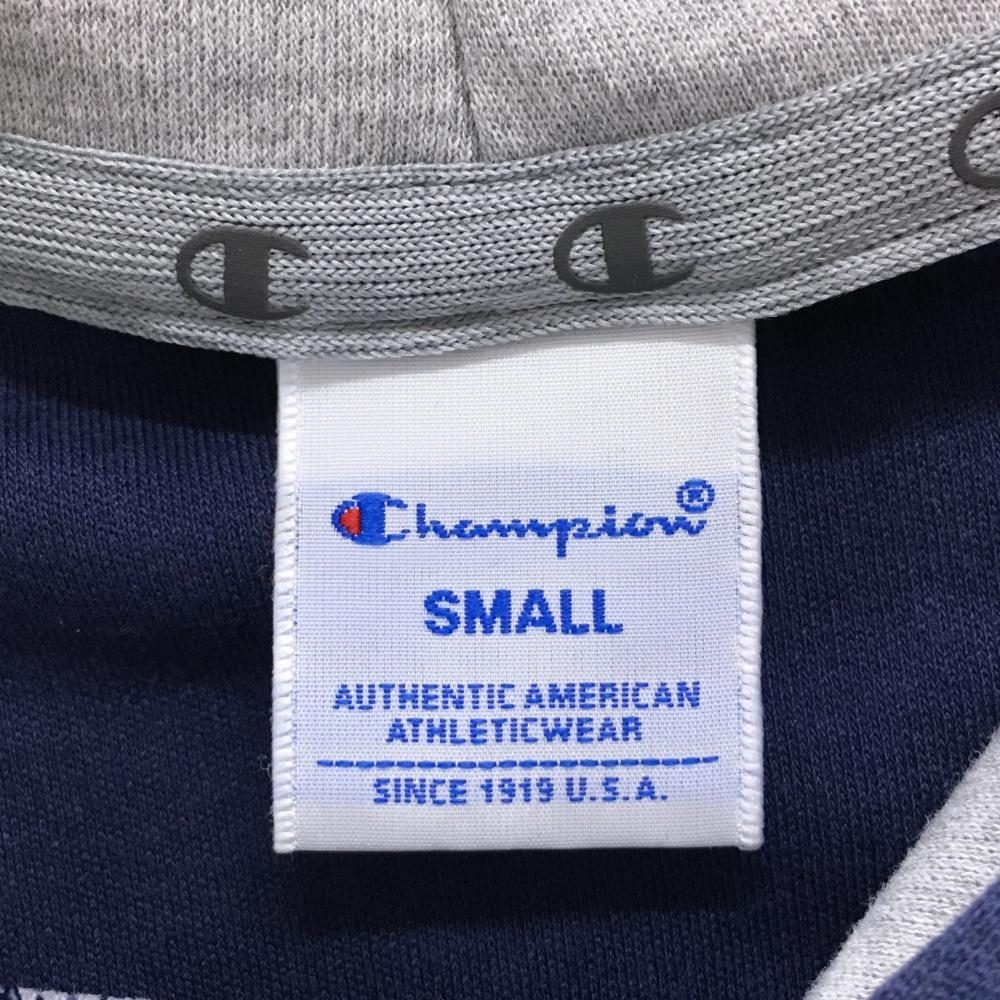 Champion®
SMALL
AUTHENTIC AMERICAN
ATHLETICWEAR
SINCE 1919 U.S.A.